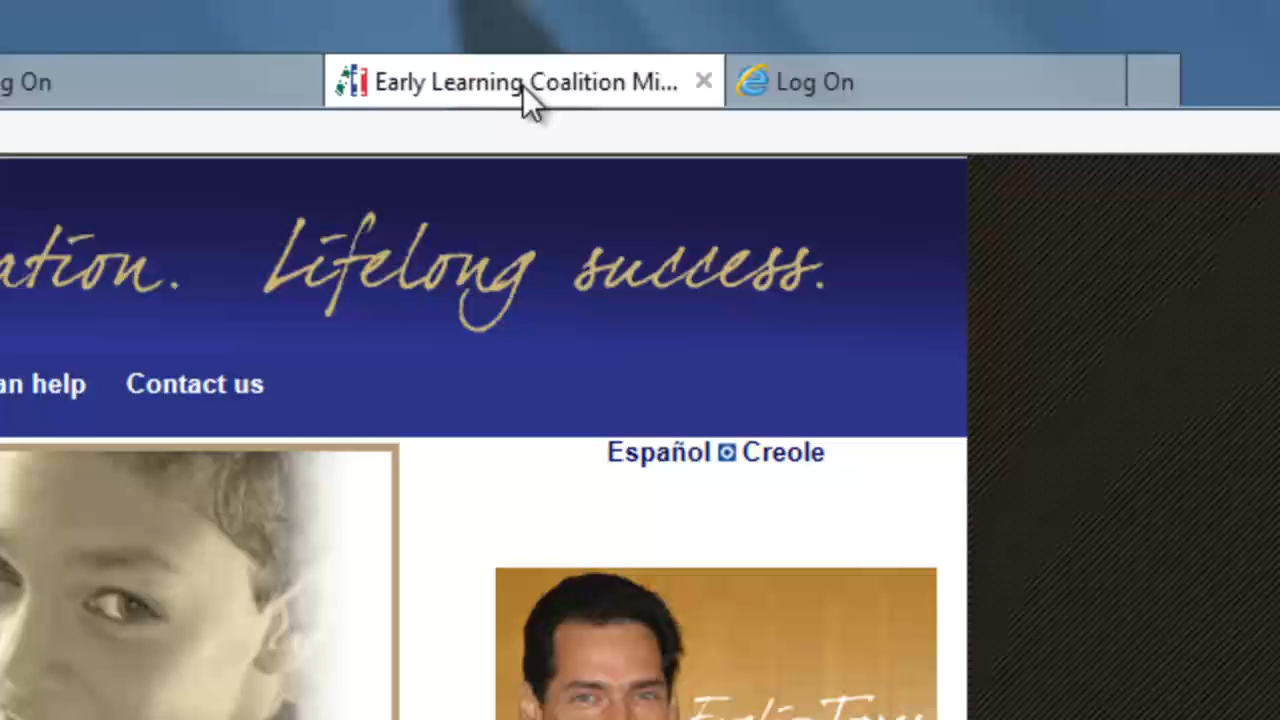 g On
Early Learning Coalition Mi...
Log On
ation. Lifelong success.
an help
Contact us
Español
Creole